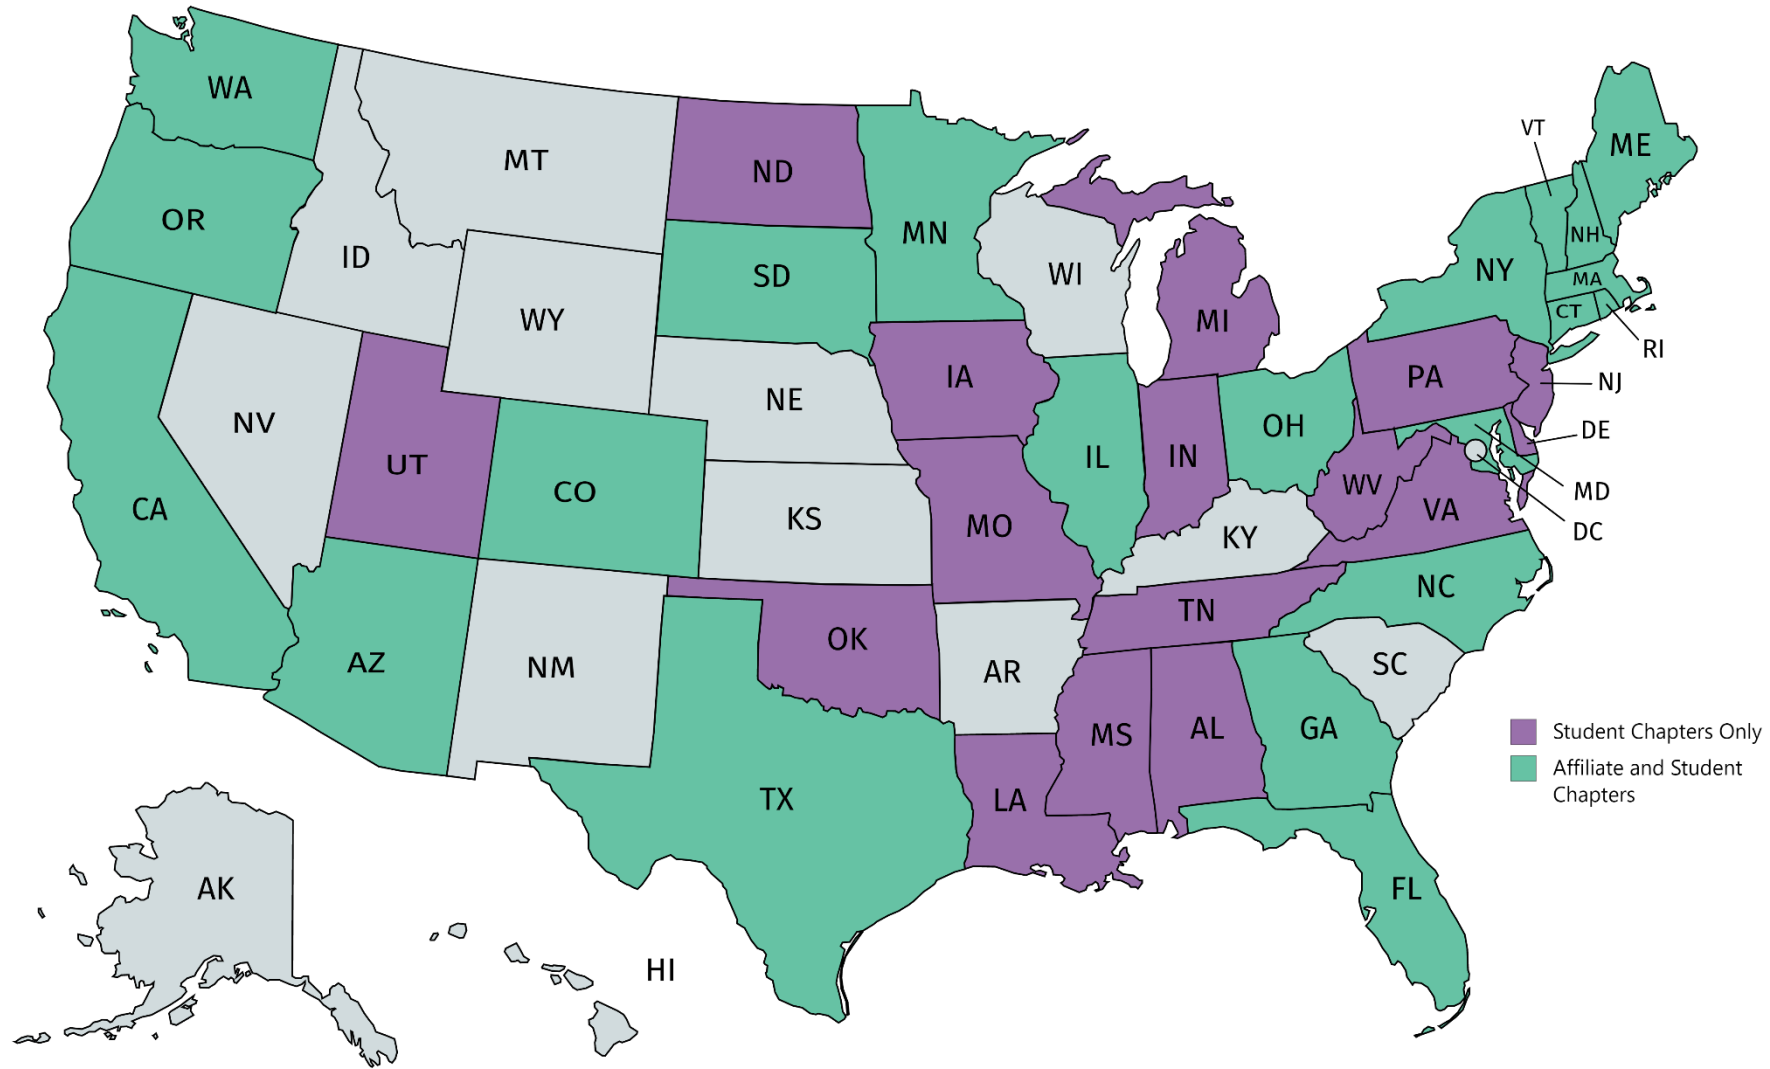 WA
MT
ND
OR
ID
MN
SD
WI
WY
MI
VT
ME
NH
NY
MA
CT
RI
IA
NE
PA
NJ
NV
UT
CO
IL
IN
OH
DE
CA
KS
MO
WV
VA
MD
KY
DC
AZ
NM
OK
AR
TN
NC
SC
MS
AL
GA
TX
LA
AK
HI
FL
Student Chapters Only
Affiliate and Student
Chapters